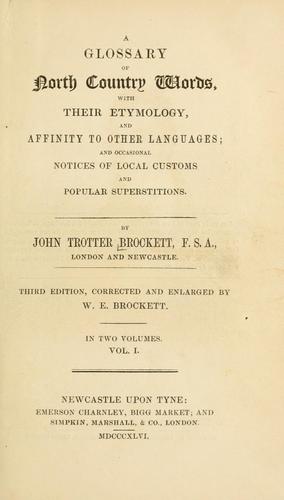 A
GLOSSARY
OF
North Country Words,
WITH
THEIR ETYMOLOGY,
AND
AFFINITY TO OTHER LANGUAGES;
AND OCCASIONAL
NOTICES OF LOCAL CUSTOMS
AND
POPULAR SUPERSTITIONS.
BY
JOHN TROTTER BROCKETT, F. S. A.,
LONDON AND NEWCASTLE.
THIRD EDITION, CORRECTED AND ENLARGED BY
W. E. BROCKETT.
IN TWO VOLUMES.
VOL. I.
NEWCASTLE UPON TYNE:
EMERSON CHARNLEY, BIGG MARKET; AND
SIMPKIN, MARSHALL, & CO., LONDON.
MDCCCXLVI.